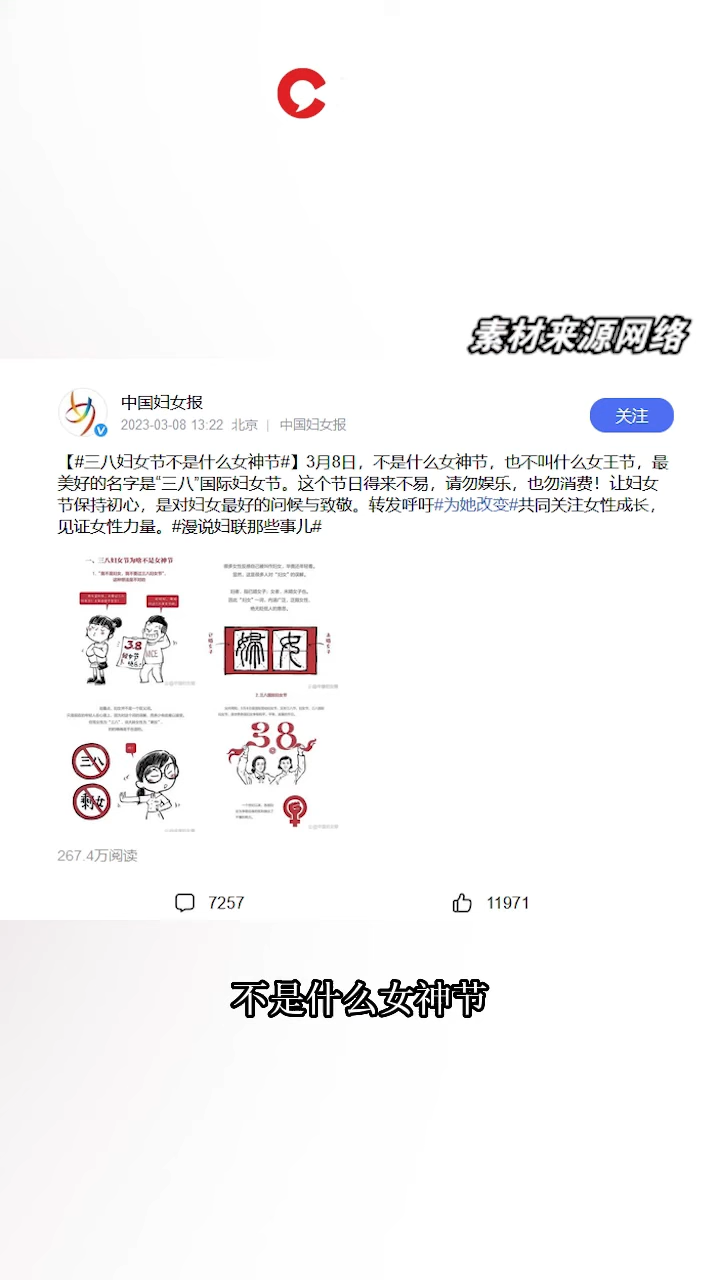 素材来源网络
中国妇女报
2023-03-08 13:22 北京 | 中国妇女报
关注
【#三八妇女节不是什么女神节#】3月8日，不是什么女神节，也不叫什么女王节，最
美好的名字是“三八”国际妇女节。这个节日得来不易，请勿娱乐，也勿消费！让妇女
节保持初心，是对妇女最好的问候与致敬。转发呼吁#为她改变#共同关注女性成长，
见证女性力量。#漫说妇联那些事儿#
一、三八妇女节为啥不是女神节
3.8
婦女
三八
剩女
3.8
267.4万阅读
7257
11971
不是什么女神节